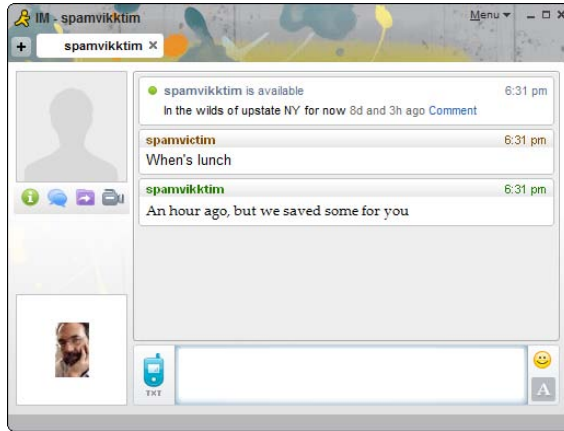 IM - spamvikktim
Menu
+ spamvikktim ×
spamvikktim is available 6:31 pm
In the wilds of upstate NY for now 8d and 3h ago Comment
spamvictim 6:31 pm
When's lunch
spamvikktim 6:31 pm
An hour ago, but we saved some for you
TXT
A